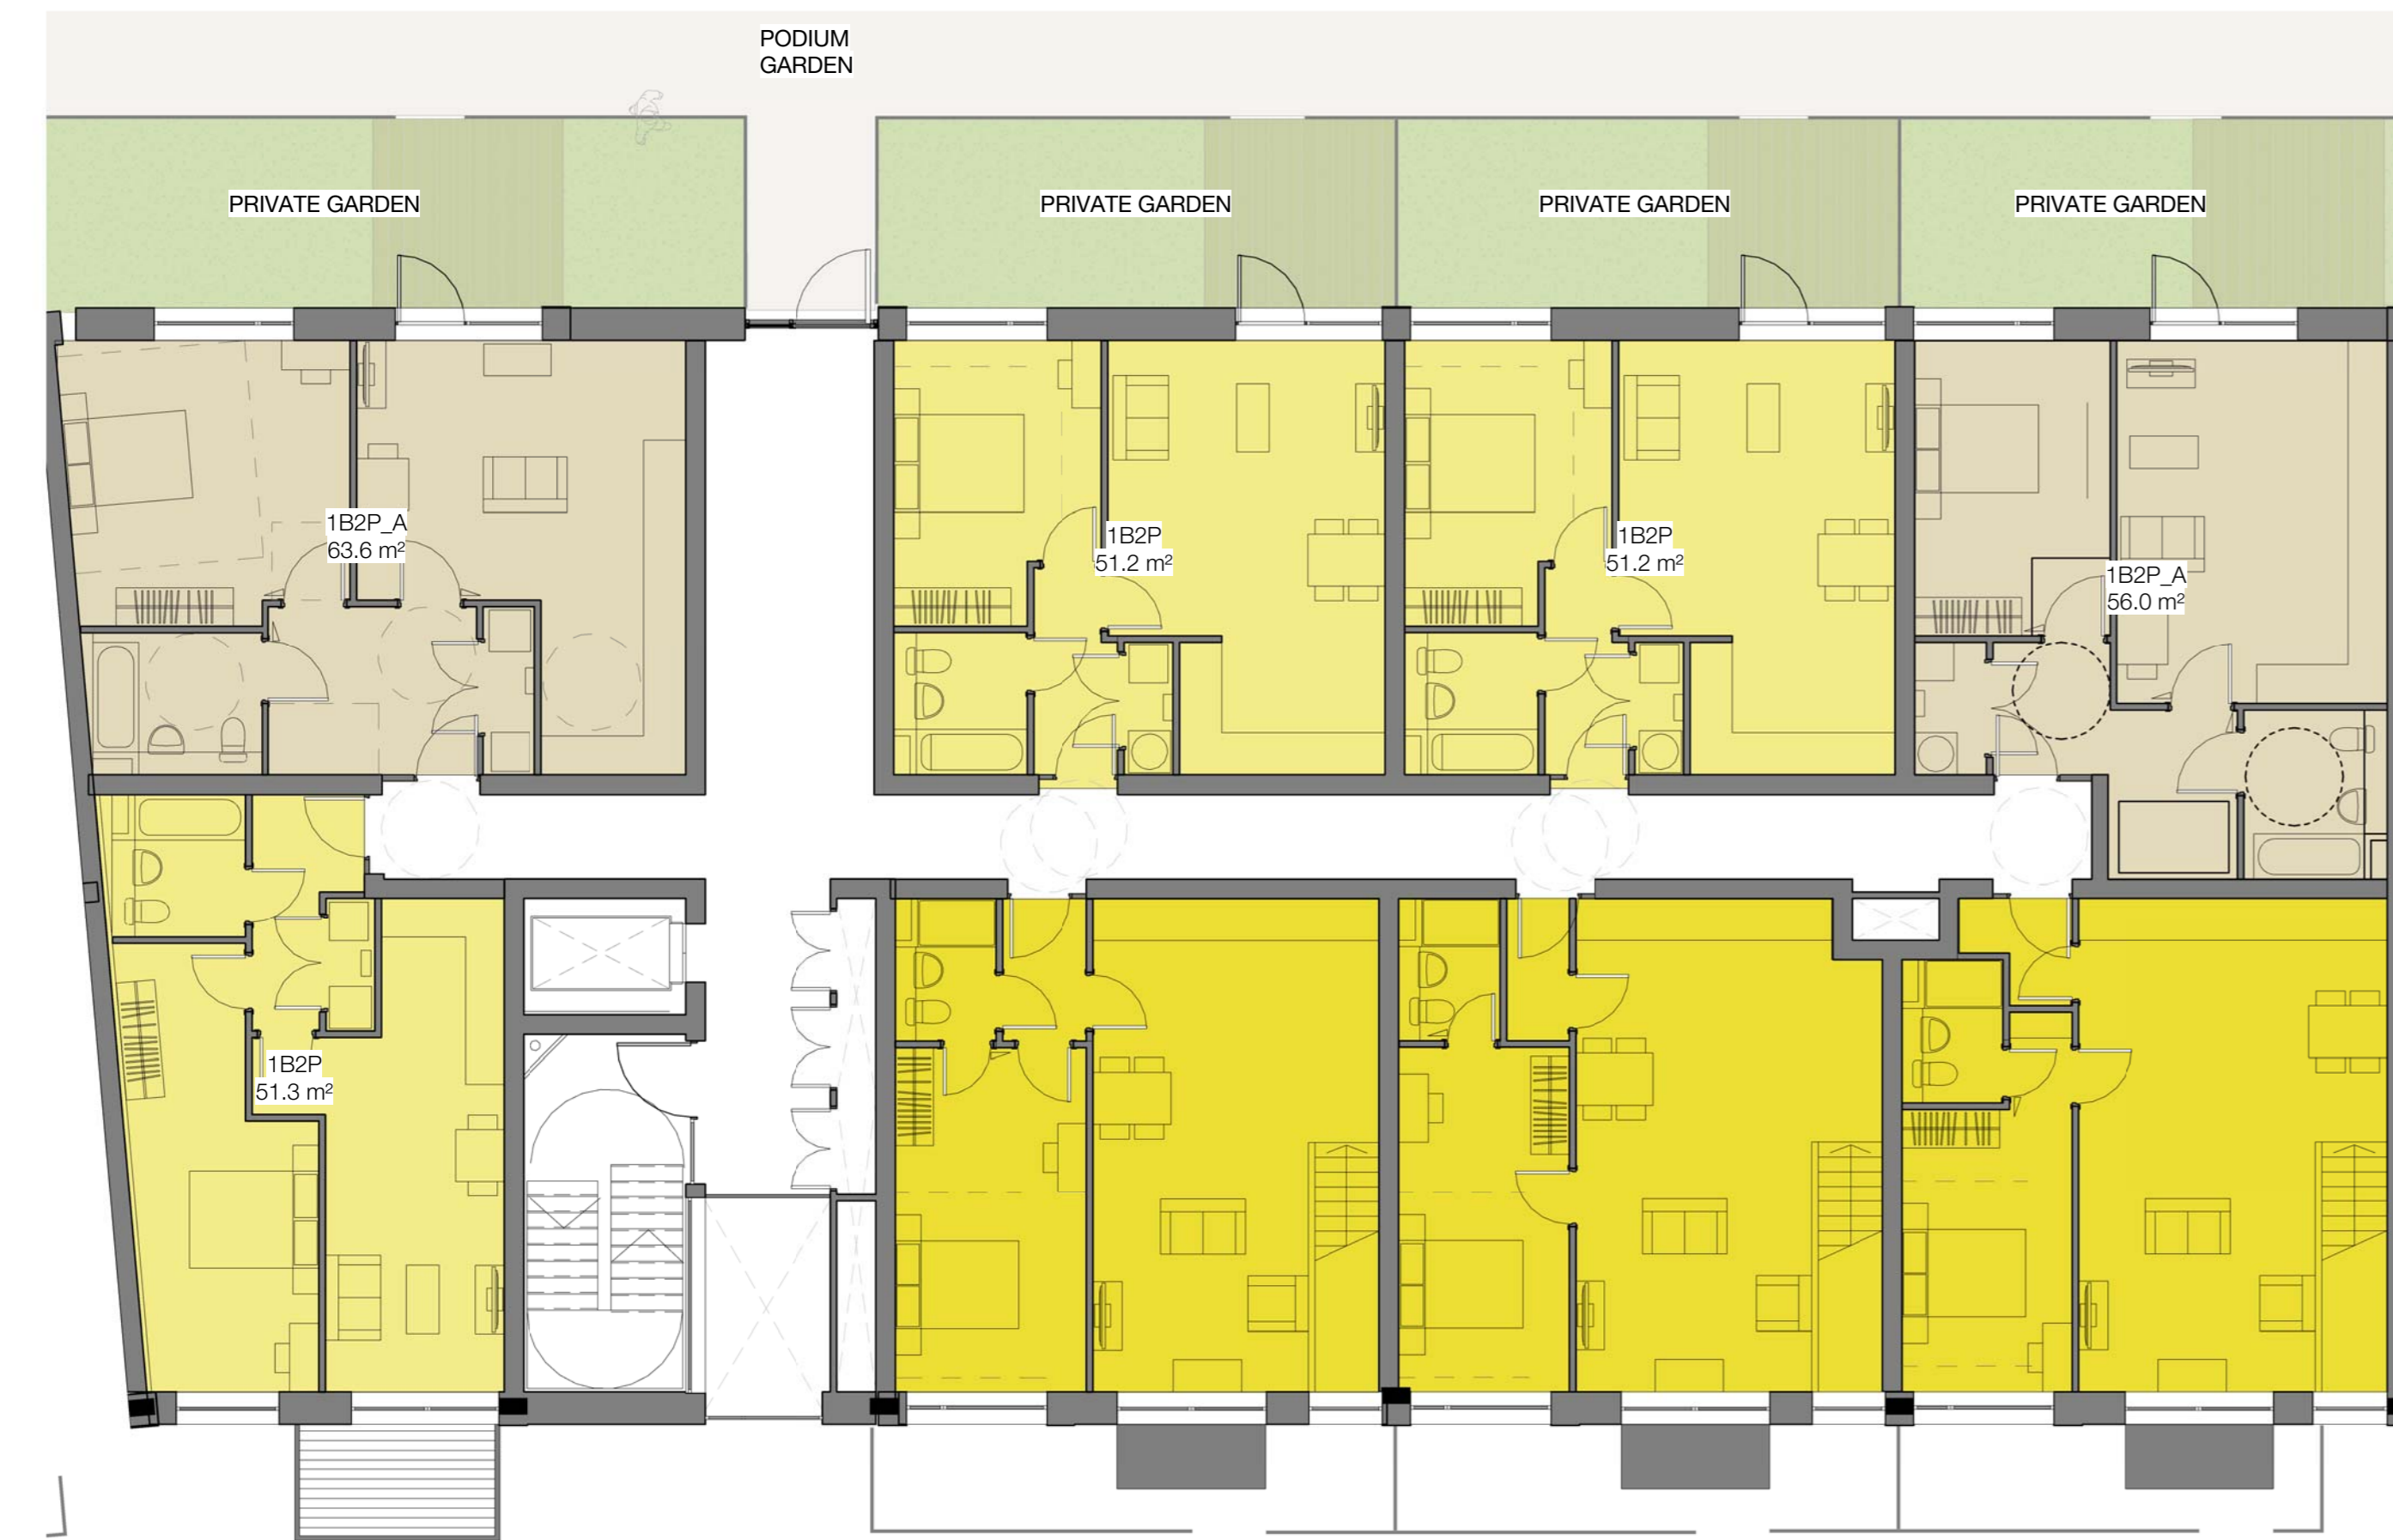 PODIUM
GARDEN
PRIVATE GARDEN
PRIVATE GARDEN
PRIVATE GARDEN
PRIVATE GARDEN
1B2P_A
63.6 m²
1B2P
51.2 m²
1B2P
51.2 m²
1B2P_A
56.0 m²
1B2P
51.3 m²